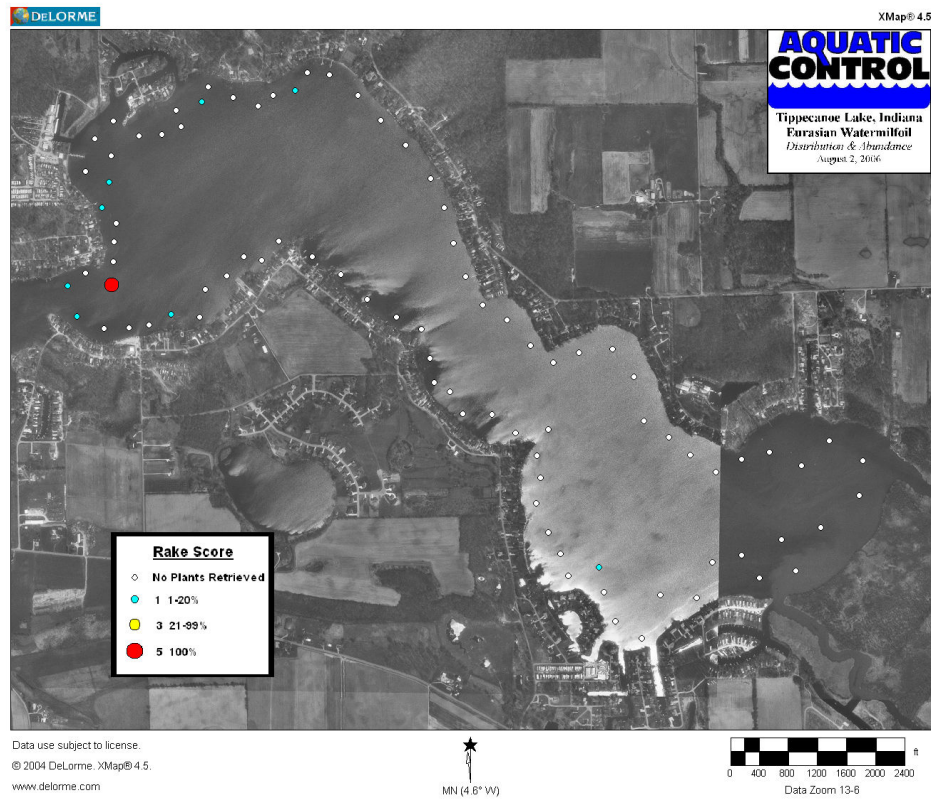 DELORME
XMap® 4.5
AQUATIC
CONTROL
Tippecanoe Lake, Indiana
Eurasian Watermilfoil
Distribution & Abundance
August 2, 2006
Rake Score
No Plants Retrieved
1 1-20%
3 21-99%
5 100%
Data use subject to license.
© 2004 DeLorme. XMap® 4.5.
www.delorme.com
MN (4.6° W)
ft
0 400 800 1200 1600 2000 2400
Data Zoom 13-6